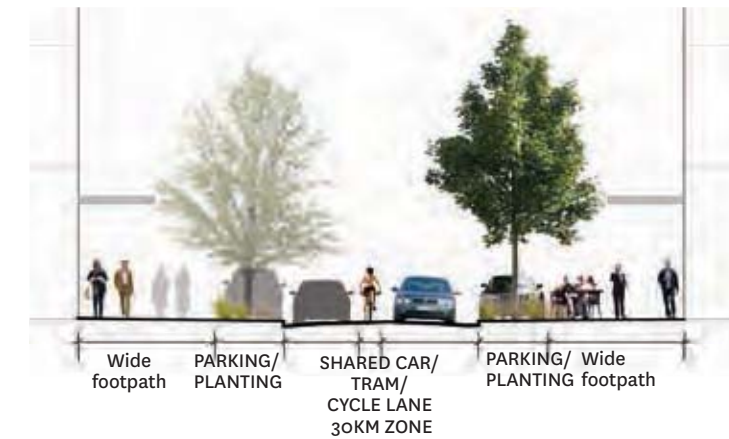 Wide
footpath
PARKING/
PLANTING
SHARED CAR/
TRAM/
CYCLE LANE
30KM ZONE
PARKING/
PLANTING
Wide
footpath